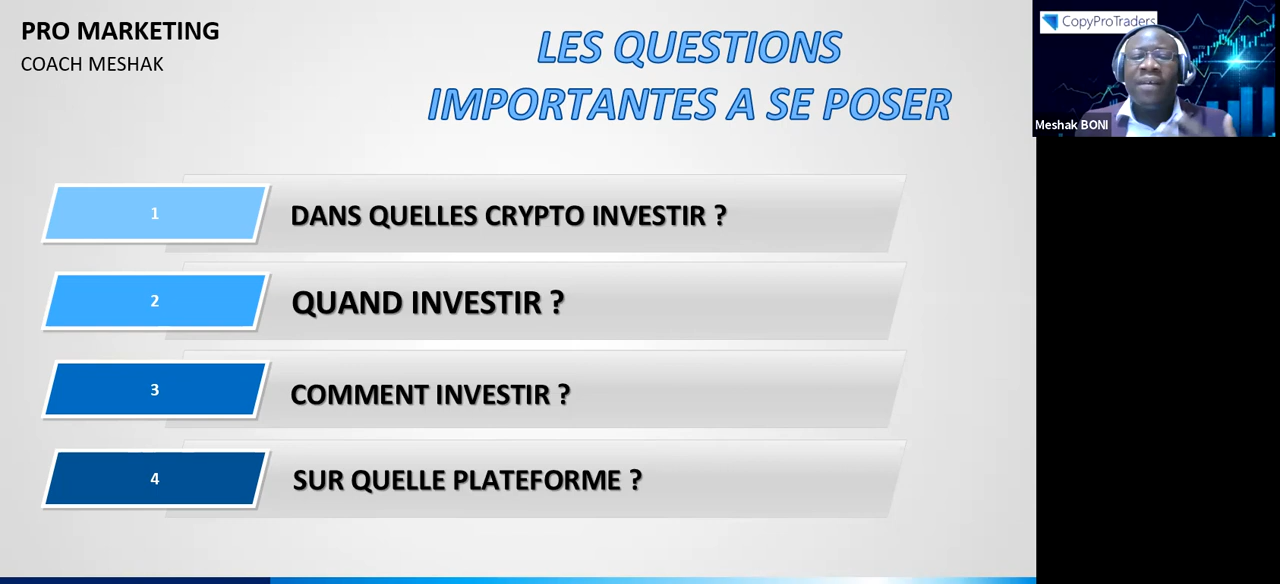 PRO MARKETING
COACH MESHAK
LES QUESTIONS
IMPORTANTES A SE POSER
1
DANS QUELLES CRYPTO INVESTIR ?
2
QUAND INVESTIR ?
3
COMMENT INVESTIR ?
4
SUR QUELLE PLATEFORME ?
CopyProTraders
Meshak BONI